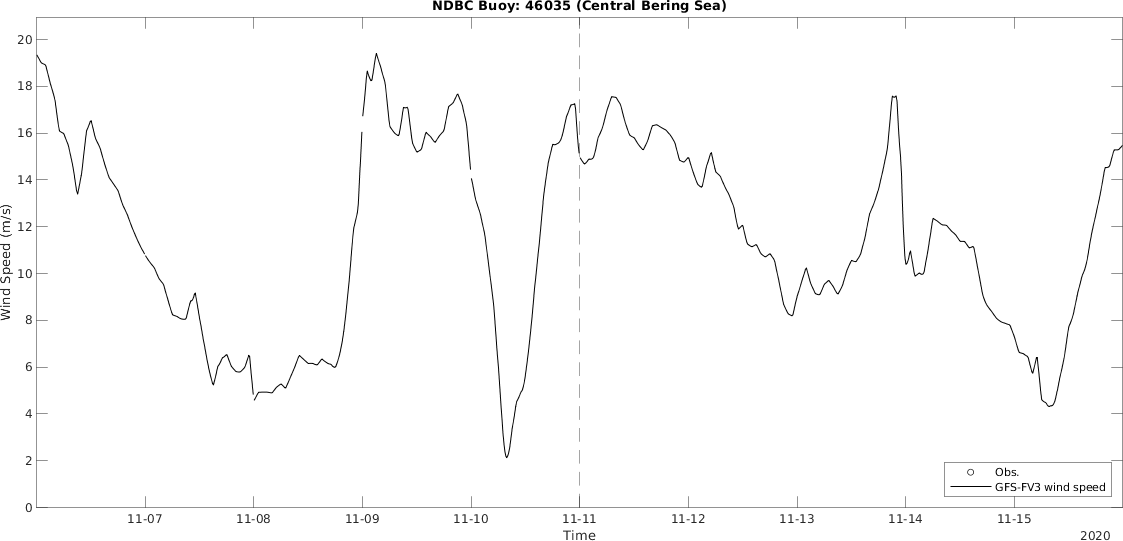 NDBC Buoy: 46035 (Central Bering Sea)
20
18
16
14
12
10
8
6
4
2
0
Wind Speed (m/s)
11-07 11-08 11-09 11-10 11-11 11-12 11-13 11-14 11-15
Time
2020
Obs.
GFS-FV3 wind speed